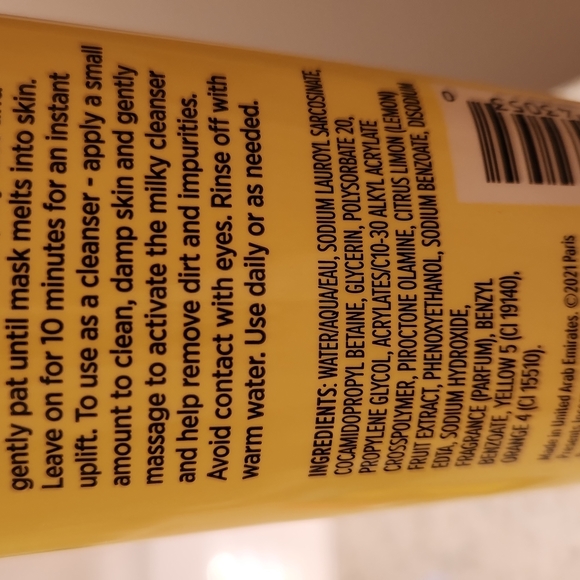 gently pat until mask melts into skin.
Leave on for 10 minutes for an instant
uplift. To use as a cleanser - apply a small
amount to clean, damp skin and gently
massage to activate the milky cleanser
and help remove dirt and impurities.
Avoid contact with eyes. Rinse off with
warm water. Use daily or as needed.
INGREDIENTS: WATER/AQUA/EAU, SODIUM LAUROYL SARCOSINATE,
COCAMIDOPROPYL BETAINE, GLYCERIN, POLYSORBATE 20,
PROPYLENE GLYCOL, ACRYLATES/C10-30 ALKYL ACRYLATE
CROSSPOLYMER, PIROCTONE OLAMINE, CITRUS LIMON (LEMON)
FRUIT EXTRACT, PHENOXYETHANOL, SODIUM BENZOATE, DISODIUM
EDTA, SODIUM HYDROXIDE,
FRAGRANCE (PARFUM), BENZYL
BENZOATE, YELLOW 5 (CI 19140),
ORANGE 4 (CI 15510).
0
Made in United Arab Emirates. ©2021 Paris